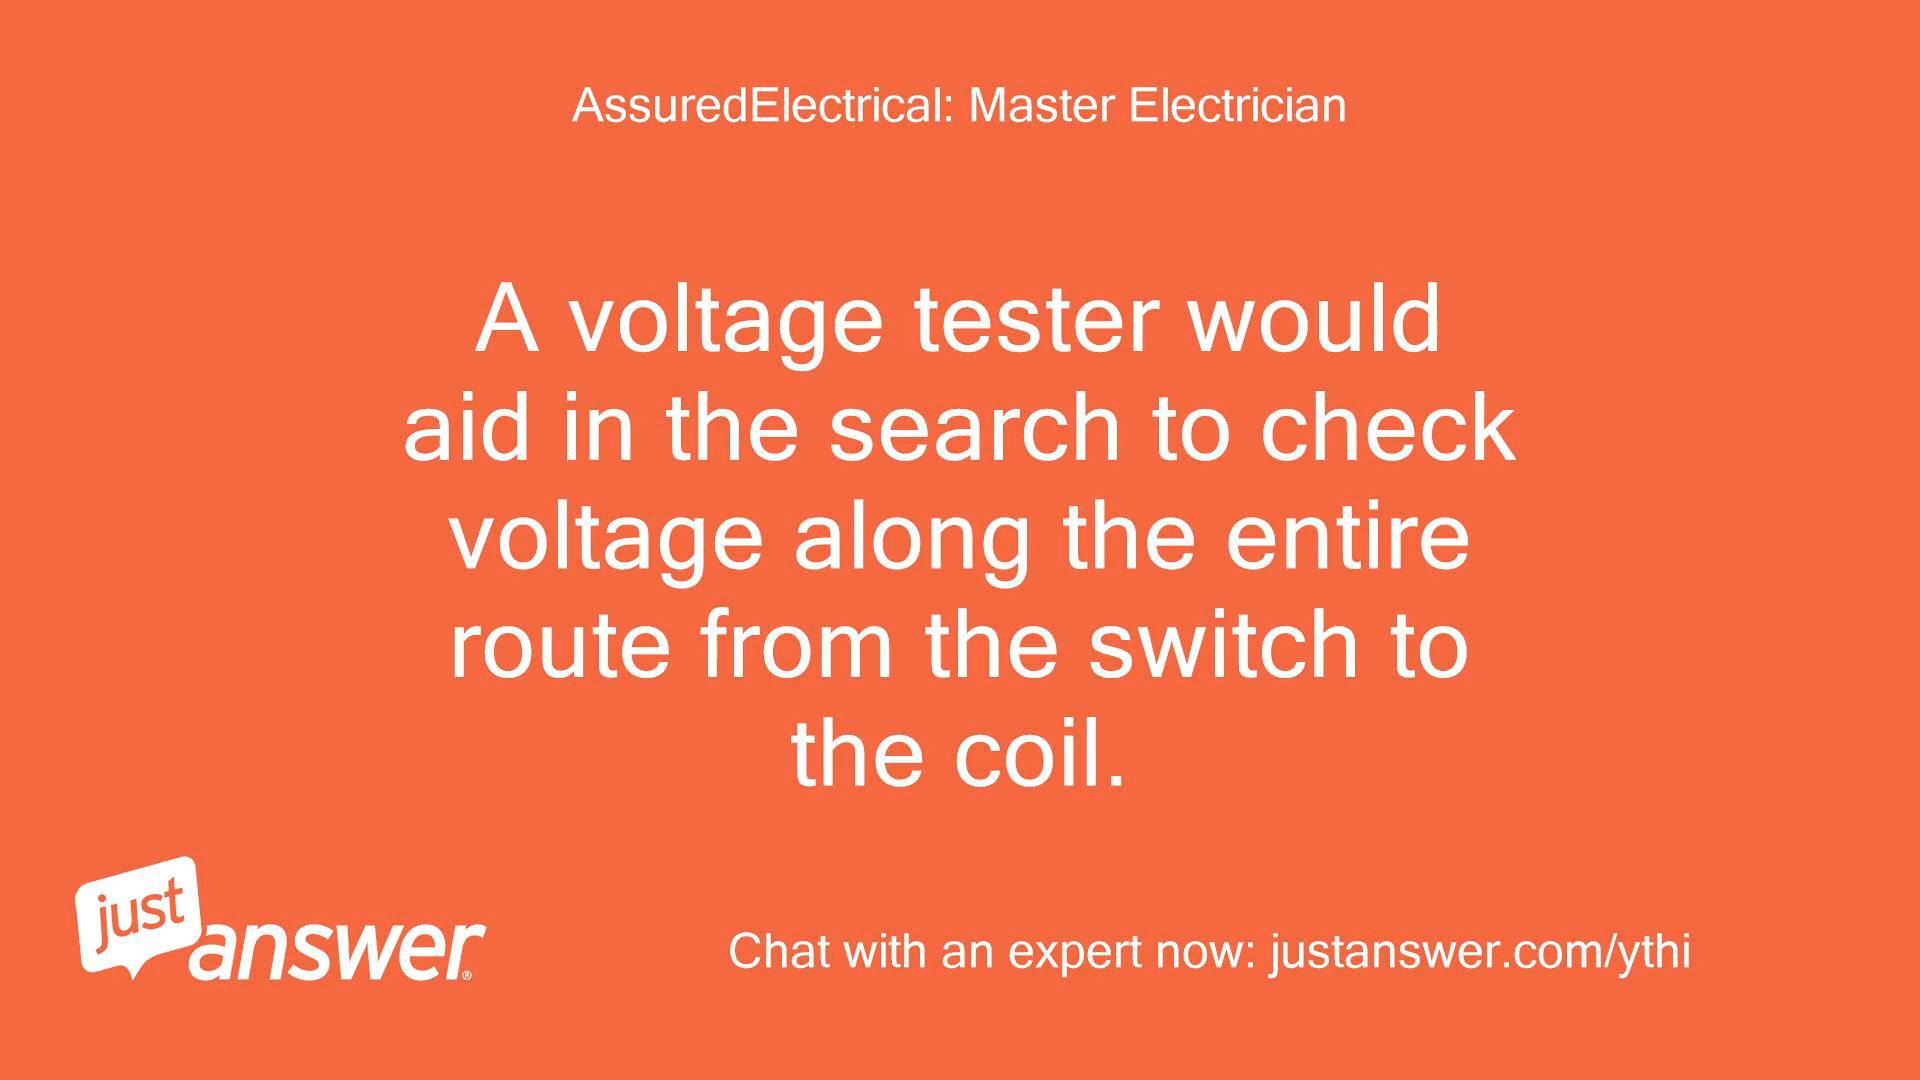 AssuredElectrical: Master Electrician
A voltage tester would
aid in the search to check
voltage along the entire
route from the switch to
the coil.
just
answer®
Chat with an expert now: justanswer.com/ythi